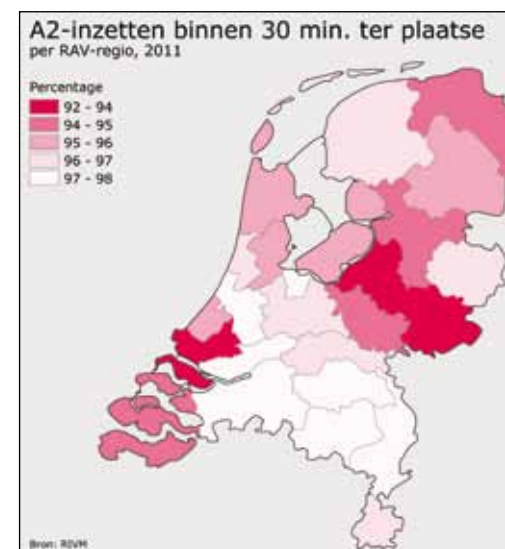 A2-inzetten binnen 30 min. ter plaatse
per RAV-regio, 2011
Percentage
92 - 94
94 - 95
95 - 96
96 - 97
97 - 98
Bron: RIVM